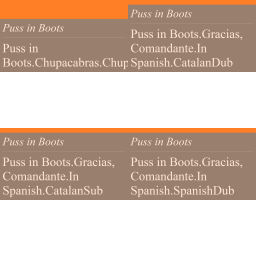 Puss in Boots
Puss in
Boots.Chupacabras.Chup
Puss in Boots
Puss in Boots.Gracias,
Comandante.In
Spanish.CatalanDub
Puss in Boots
Puss in Boots.Gracias,
Comandante.In
Spanish.CatalanSub
Puss in Boots
Puss in Boots.Gracias,
Comandante.In
Spanish.SpanishDub